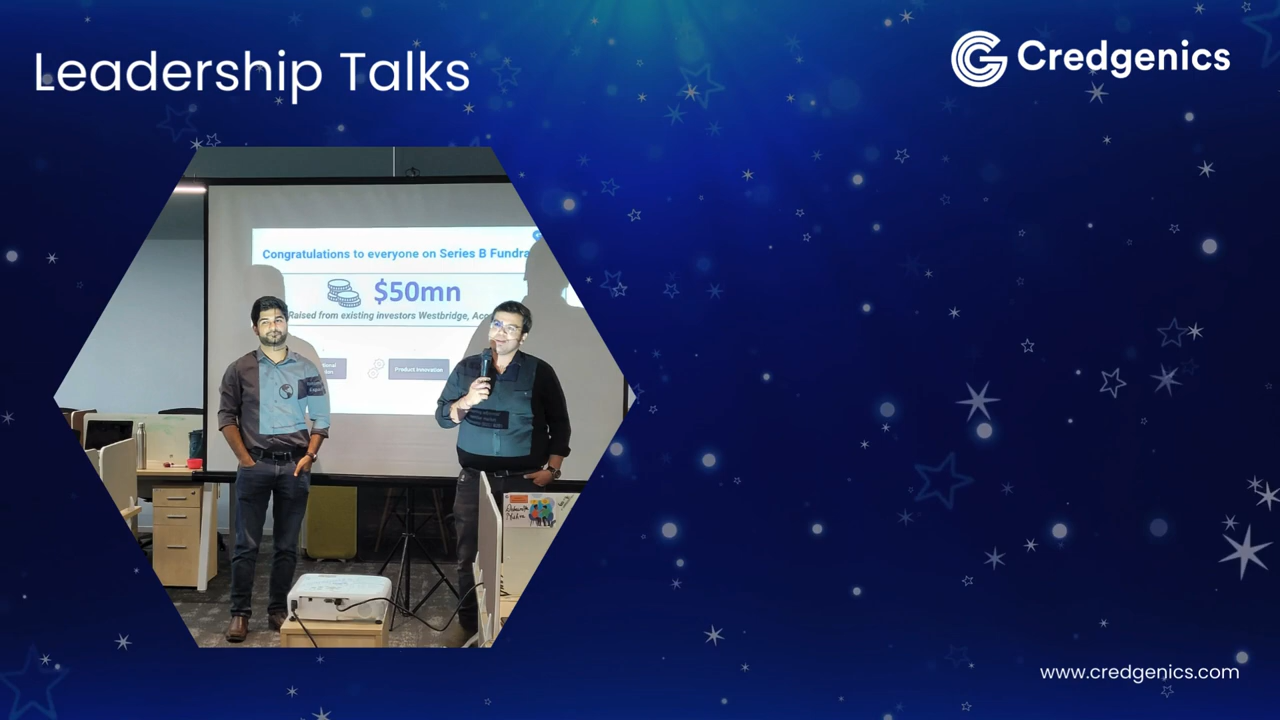 Leadership Talks
Credgenics
Congratulations to everyone on Series B Fundra
$50mn
Raised from existing investors Westbridge, Acc
Product Innovation
www.credgenics.com